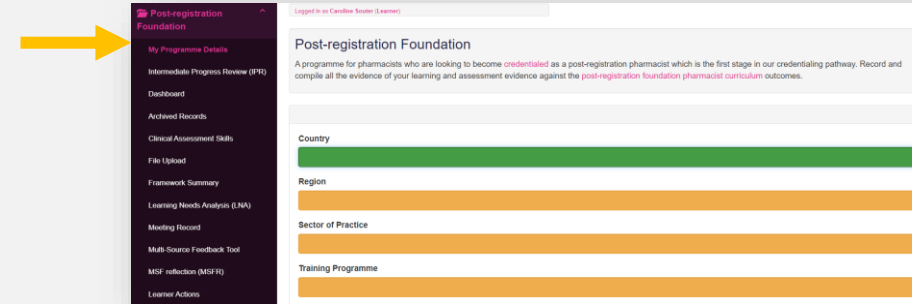 Post-registration
Foundation
My Programme Details
Intermediate Progress Review (IPR)
Dashboard
Archived Records
Clinical Assessment Skills
File Upload
Framework Summary
Learning Needs Analysis (LNA)
Meeting Record
Multi-Source Feedback Tool
MSF reflection (MSFR)
Learner Actions
Logged in as Caroline Souter (Learner)
Post-registration Foundation
A programme for pharmacists who are looking to become credentialed as a post-registration pharmacist which is the first stage in our credentialing pathway. Record and
compile all the evidence of your learning and assessment evidence against the post-registration foundation pharmacist curriculum outcomes.
Country
Region
Sector of Practice
Training Programme